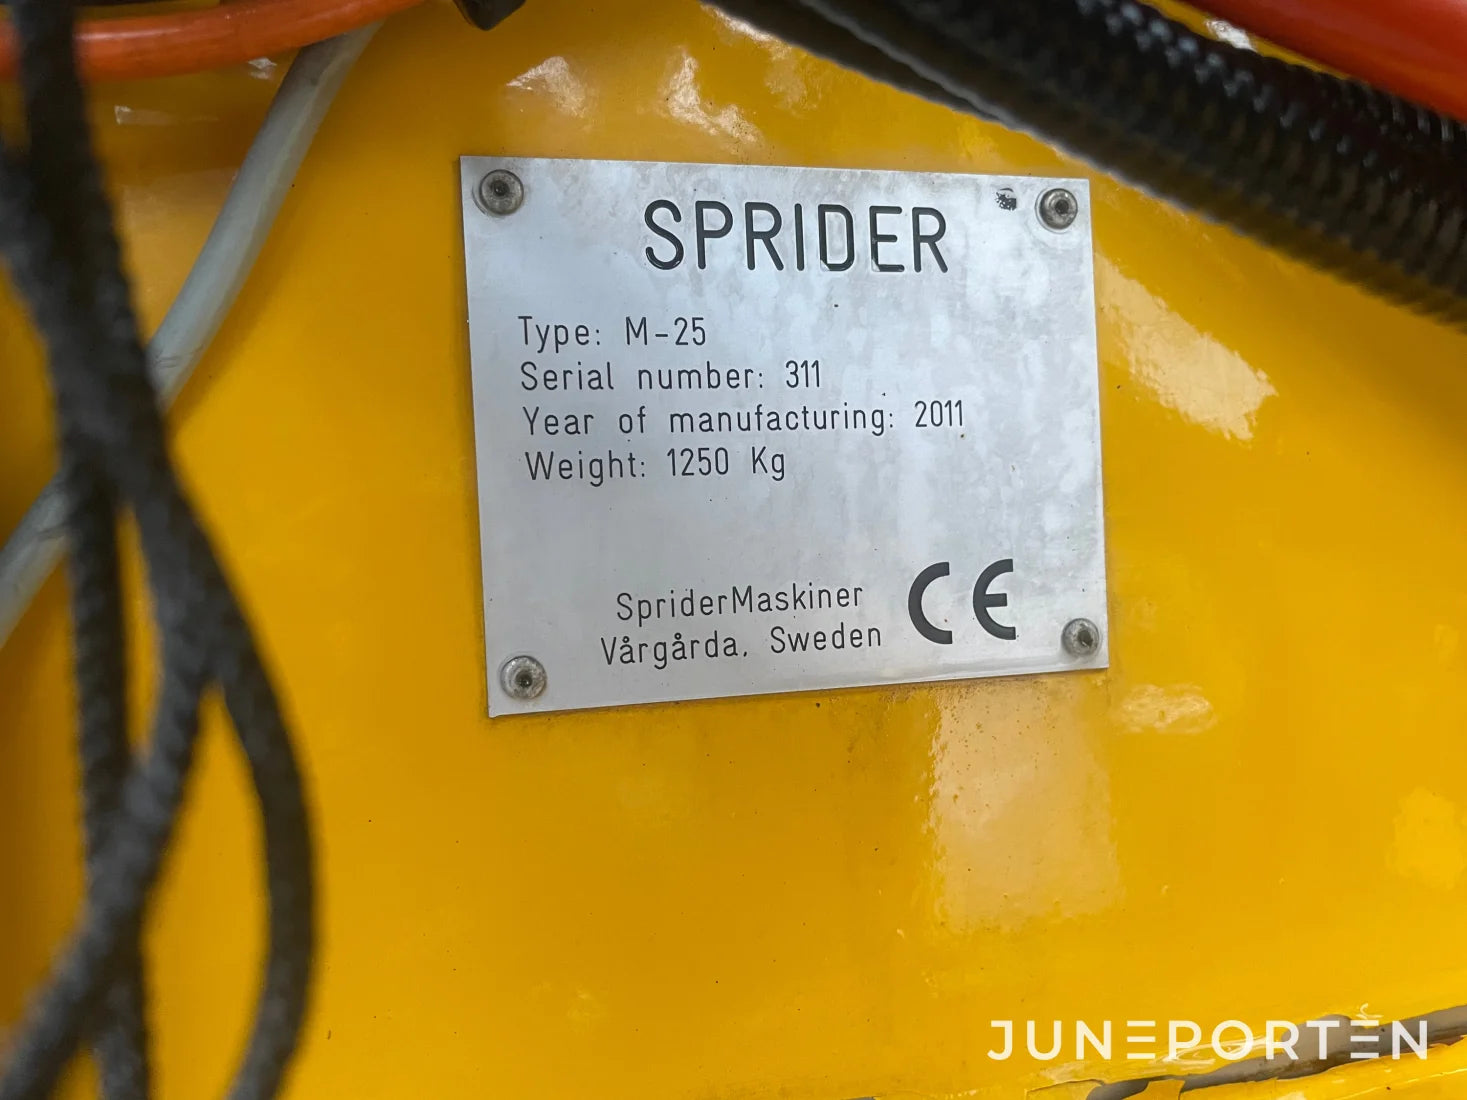 SPRIDER
Type: M-25
Serial number: 311
Year of manufacturing: 2011
Weight: 1250 Kg
SpriderMaskiner
Vårgårda, Sweden
CE
JUNEPORTEN